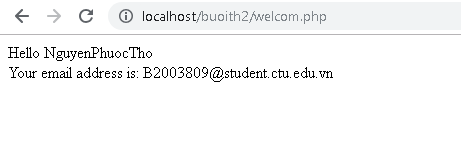 localhost/buoith2/welcom.php
Hello NguyenPhuocTho
Your email address is: B2003809@student.ctu.edu.vn